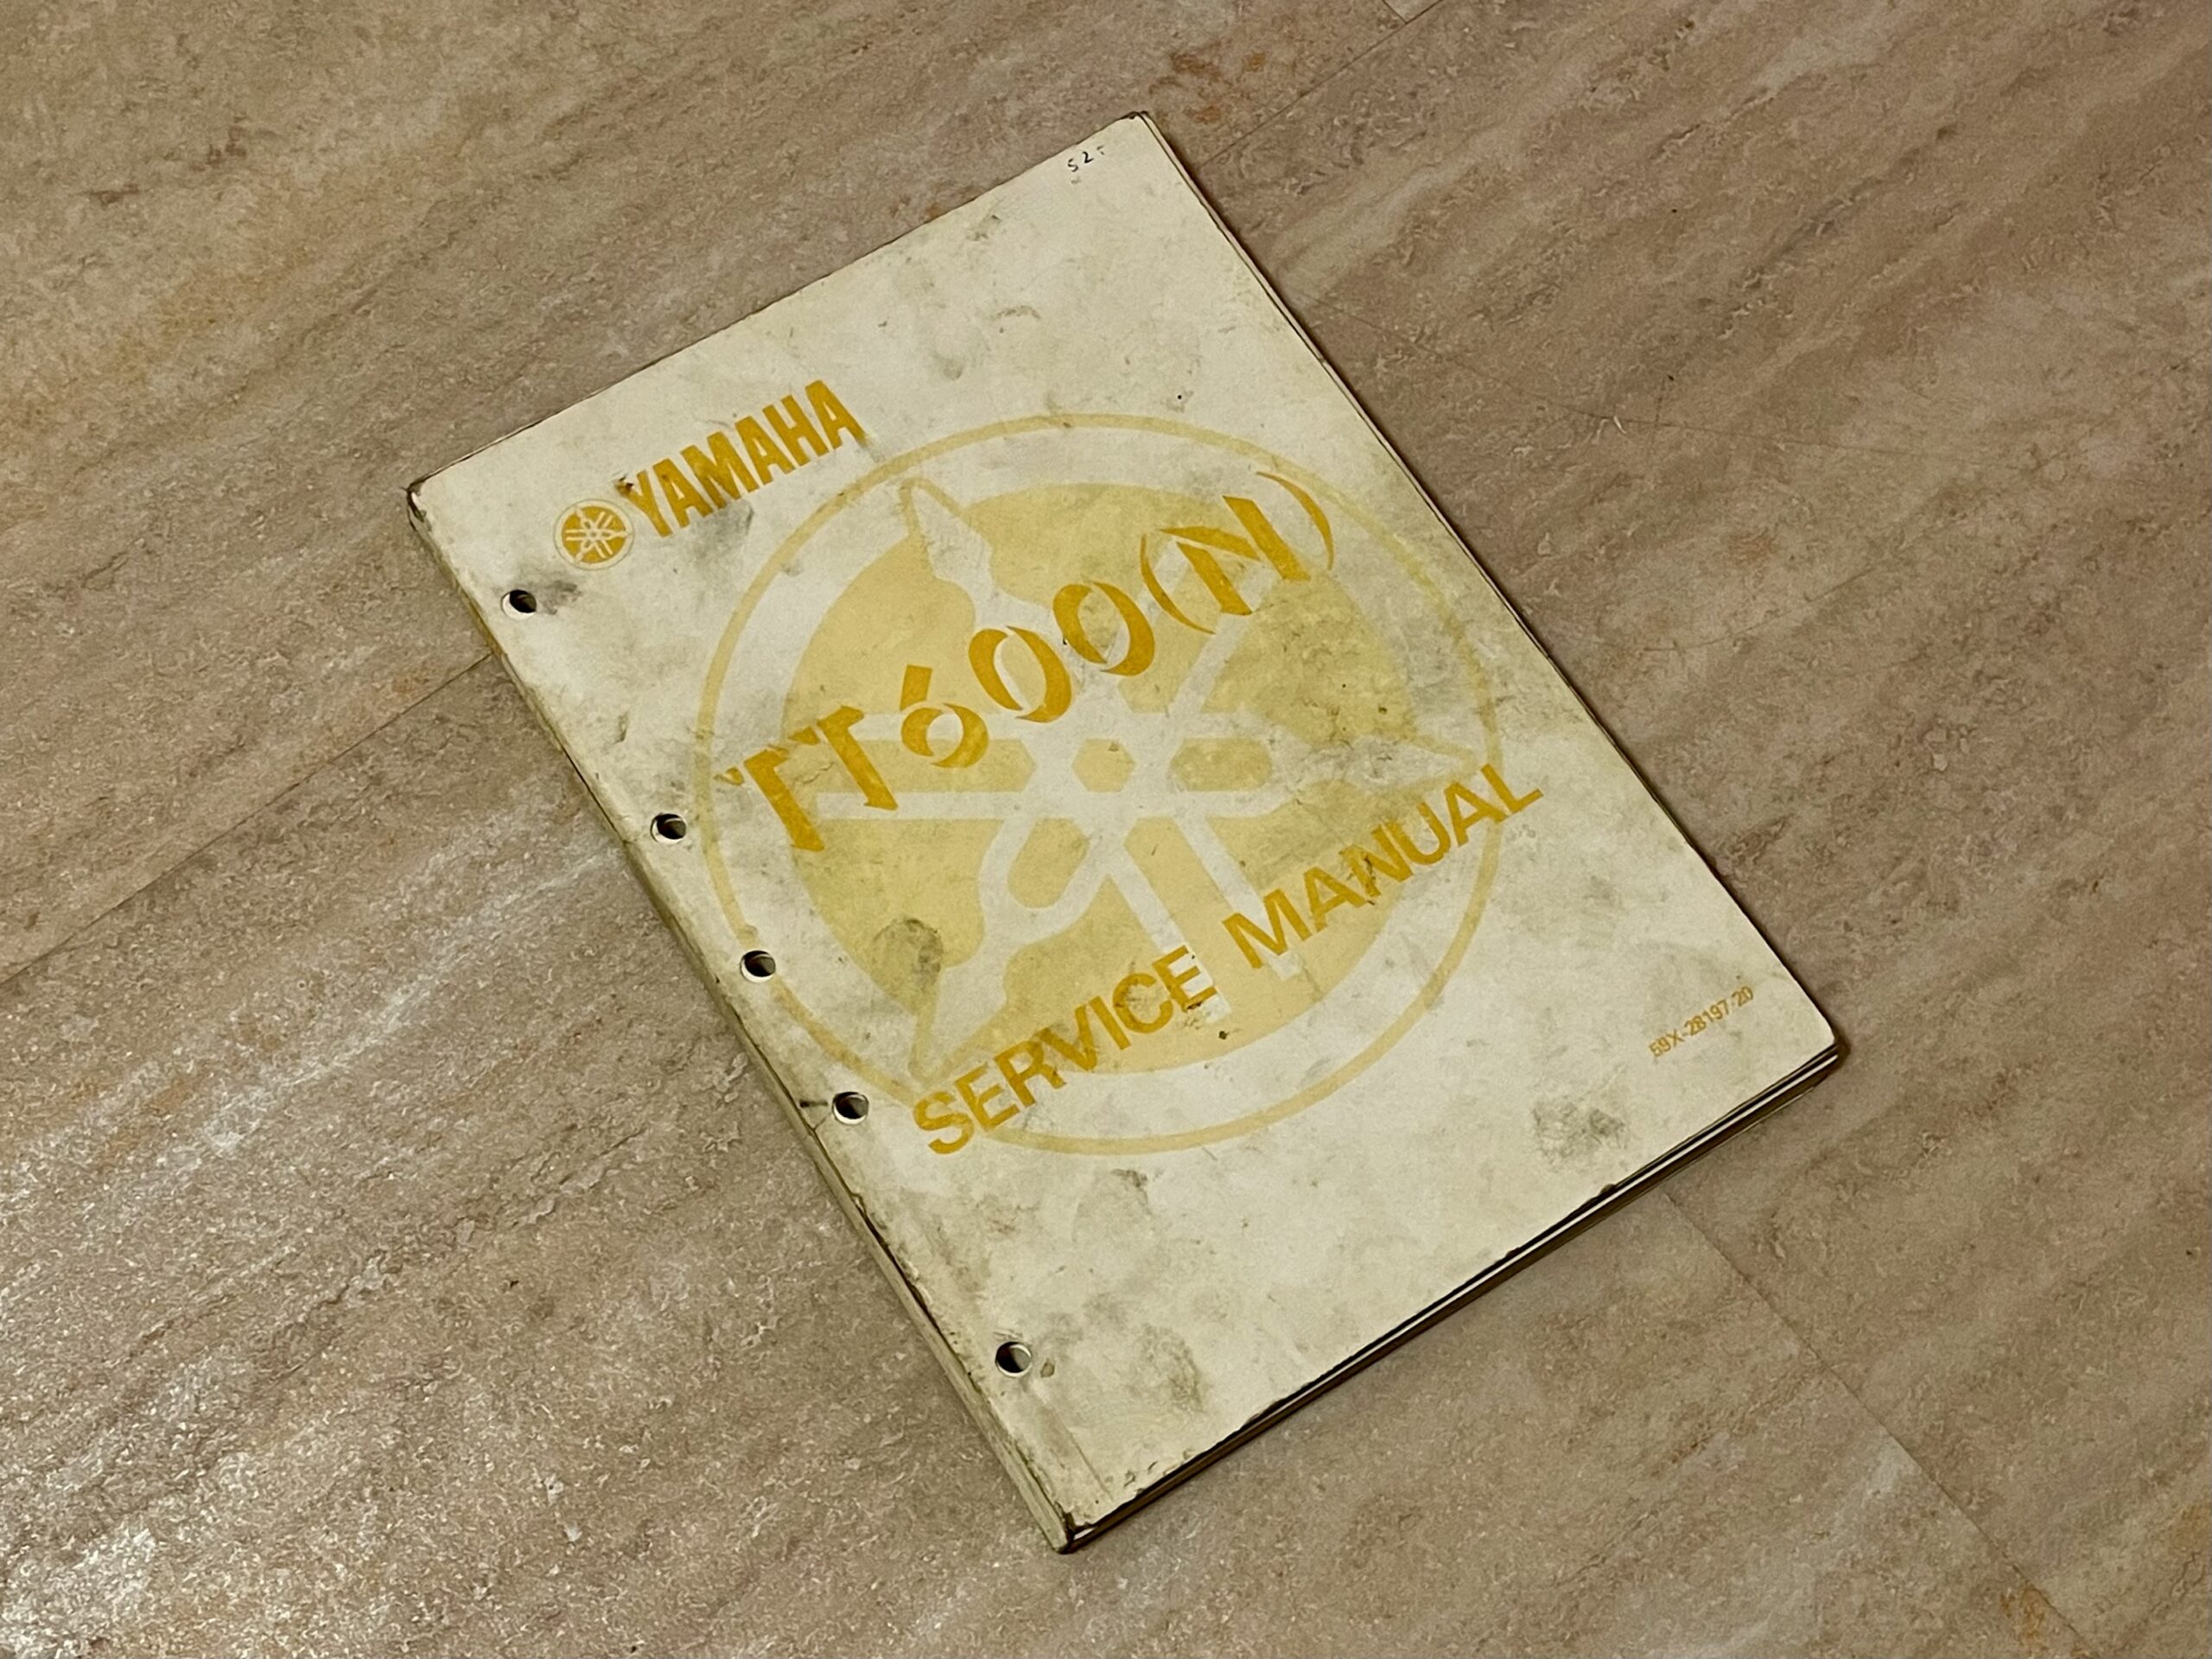 YAMAHA
TT600(N)
SERVICE MANUAL
59X-28197-20